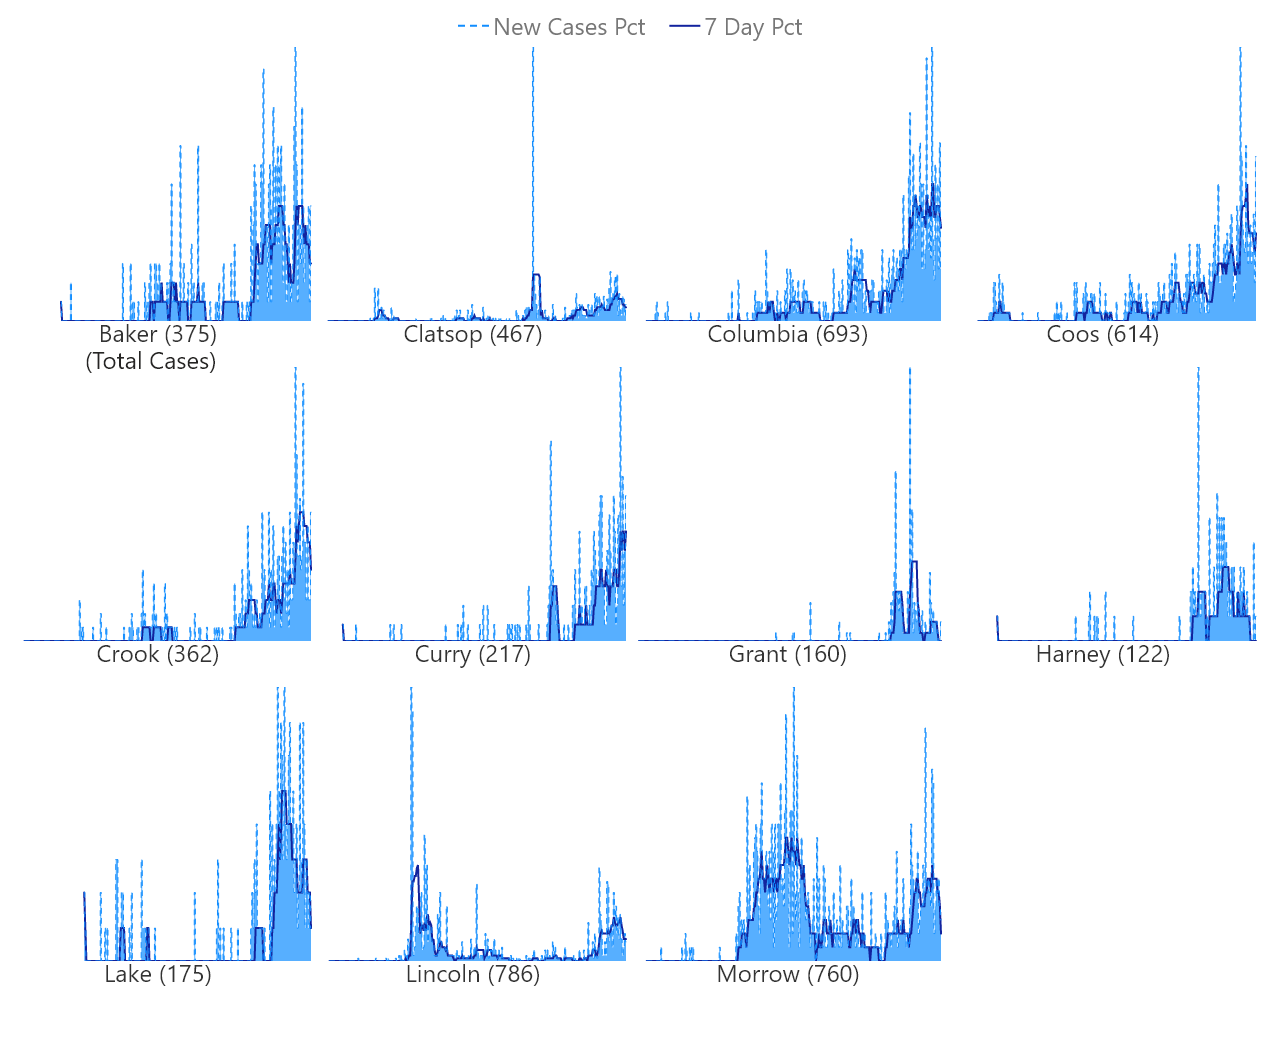 New Cases Pct 7 Day Pct
Baker (375) Clatsop (467) Columbia (693) Coos (614)
(Total Cases)
Crook (362) Curry (217) Grant (160) Harney (122)
Lake (175) Lincoln (786) Morrow (760)